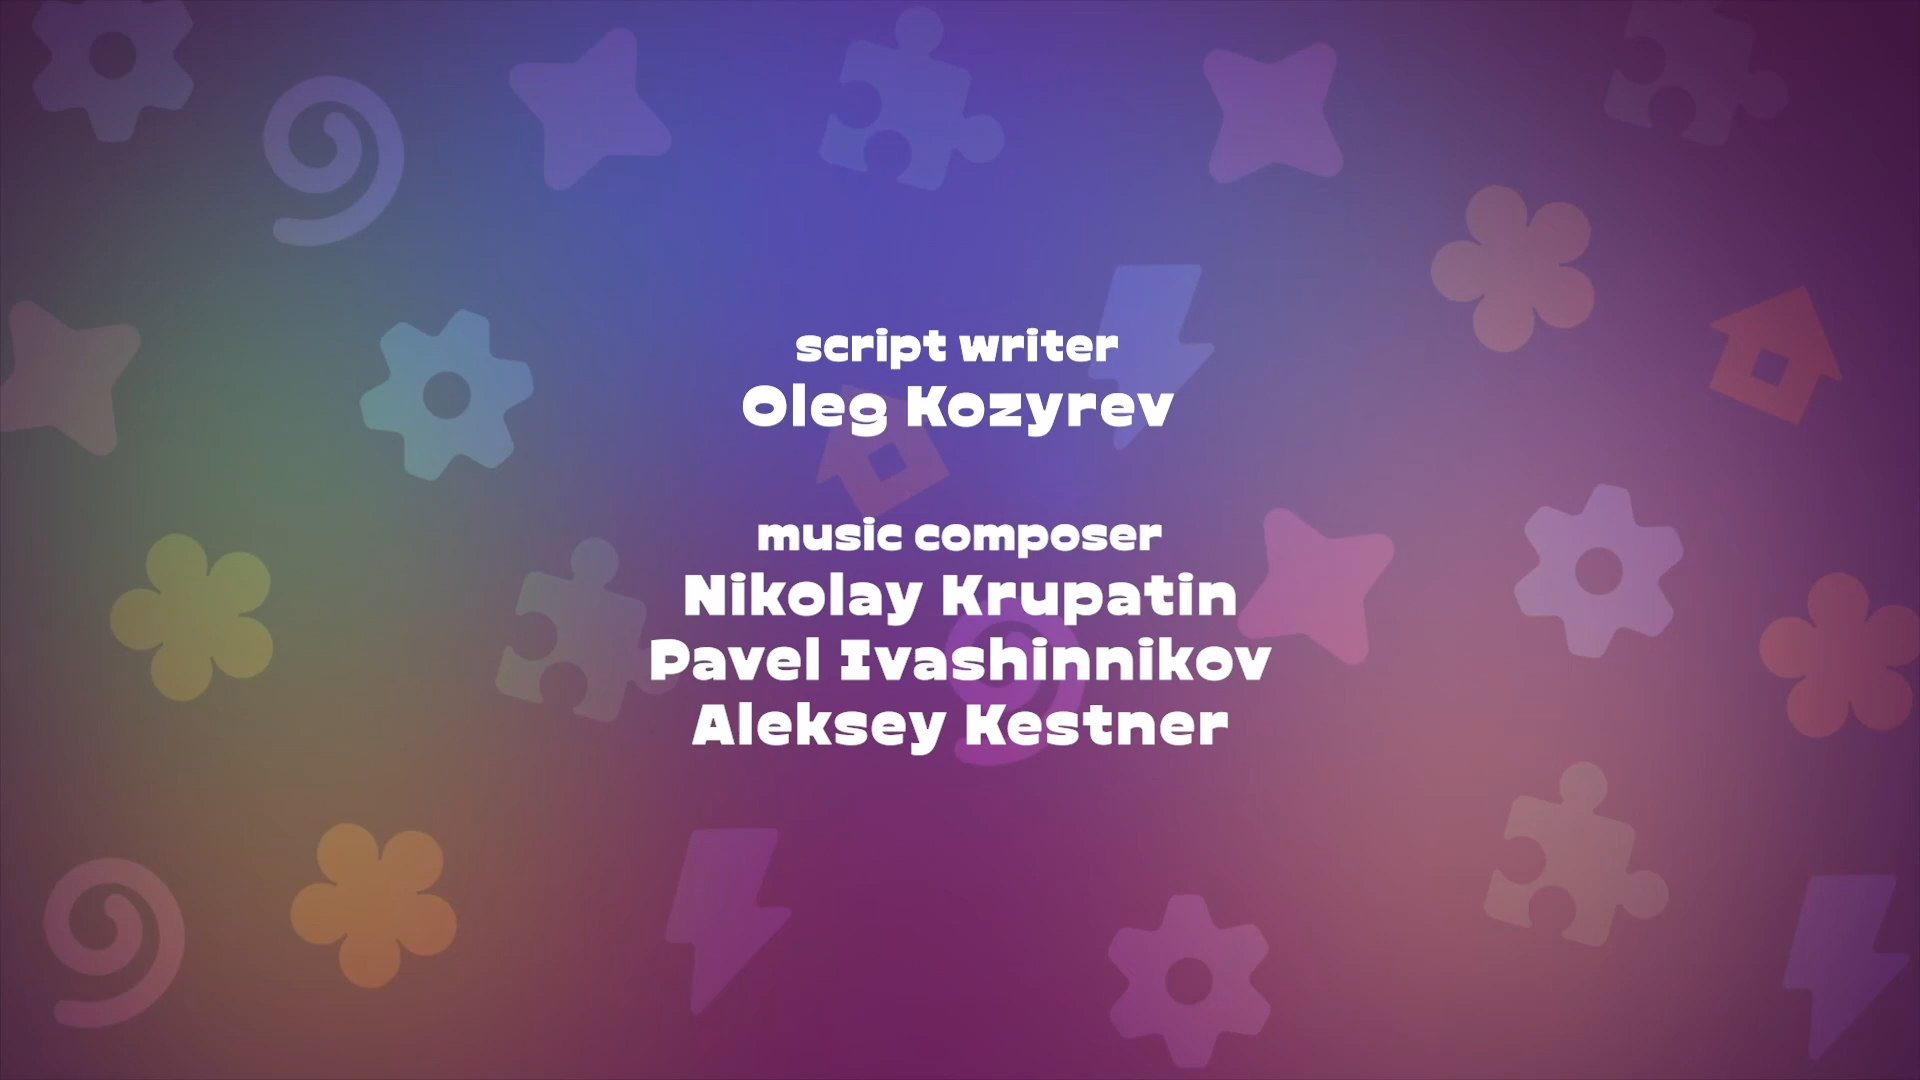 script writer
Oleg Kozyrev
music composer
Nikolay Krupatin
Pavel Ivashinnikov
Aleksey Kestner